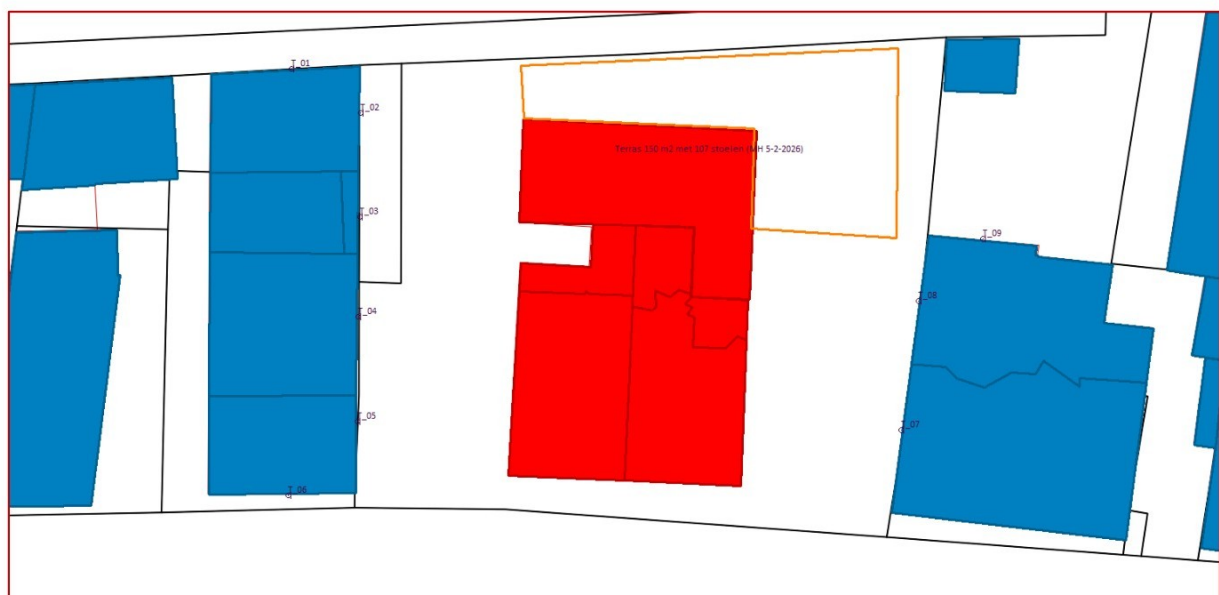 T_01
T_02
Terras 150 m2 met 107 stoelen (MH 5-2-2026)
T_03
T_09
T_08
T_04
T_05
T_07
T_06